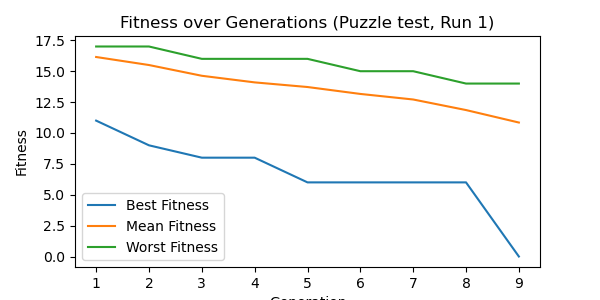 Fitness over Generations (Puzzle test, Run 1)
17.5
15.0
12.5
10.0
7.5
5.0
2.5
0.0
Fitness
Best Fitness
Mean Fitness
Worst Fitness
1 2 3 4 5 6 7 8 9
Generation